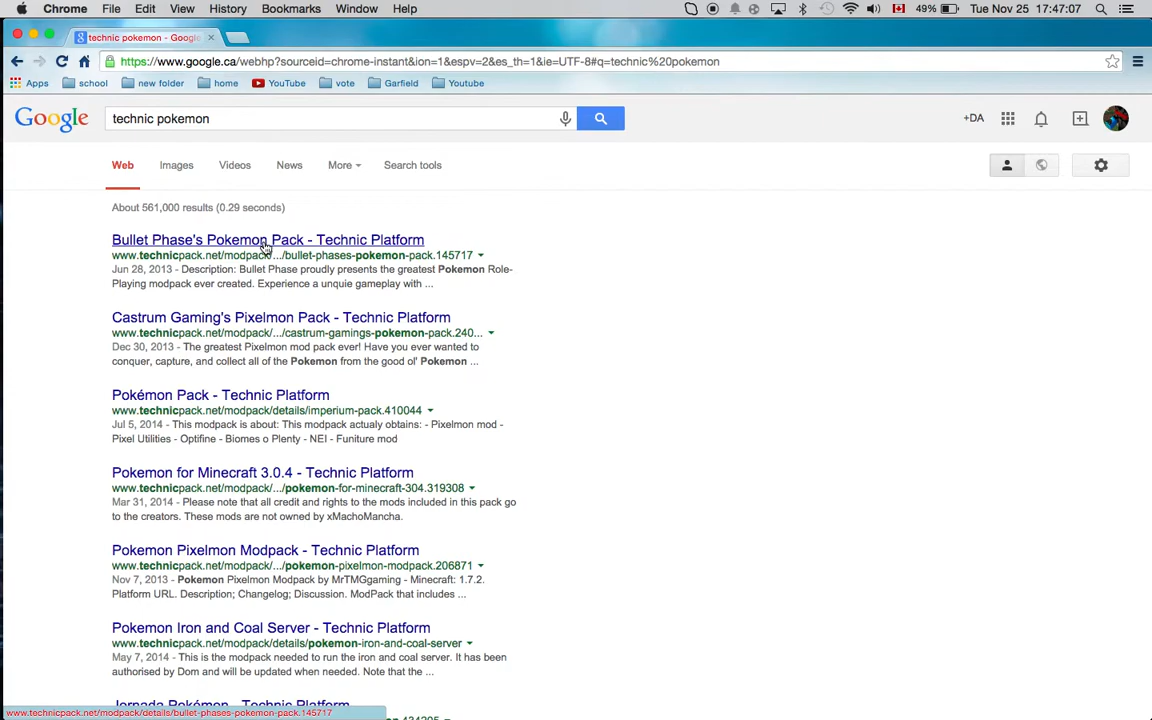 Chrome File Edit View History Bookmarks Window Help 49% Tue Nov 25 17:47:07
technic pokemon - Google
https://www.google.ca/webhp?sourceid=chrome-instant&ion=1&espv=2&es_th=1&ie=UTF-8#q=technic%20pokemon
Apps school new folder home YouTube vote Garfield Youtube
Google technic pokemon +DA
Web Images Videos News More Search tools
About 561,000 results (0.29 seconds)
Bullet Phase's Pokemon Pack - Technic Platform
www.technicpack.net/modpack/.../bullet-phases-pokemon-pack.145717
Jun 28, 2013 - Description: Bullet Phase proudly presents the greatest Pokemon Role-
Playing modpack ever created. Experience a unquie gameplay with ...
Castrum Gaming's Pixelmon Pack - Technic Platform
www.technicpack.net/modpack/.../castrum-gamings-pokemon-pack.240...
Dec 30, 2013 - The greatest Pixelmon mod pack ever! Have you ever wanted to
conquer, capture, and collect all of the Pokemon from the good ol' Pokemon ...
Pokémon Pack - Technic Platform
www.technicpack.net/modpack/details/imperium-pack.410044
Jul 5, 2014 - This modpack is about: This modpack actualy obtains: - Pixelmon mod -
Pixel Utilities - Optifine - Biomes o Plenty - NEI - Funiture mod
Pokemon for Minecraft 3.0.4 - Technic Platform
www.technicpack.net/modpack/.../pokemon-for-minecraft-304.319308
Mar 31, 2014 - Please note that all credit and rights to the mods included in this pack go
to the creators. These mods are not owned by xMachoMancha.
Pokemon Pixelmon Modpack - Technic Platform
www.technicpack.net/modpack/.../pokemon-pixelmon-modpack.206871
Nov 7, 2013 - Pokemon Pixelmon Modpack by MrTMGgaming - Minecraft: 1.7.2.
Platform URL. Description; Changelog; Discussion. ModPack that includes ...
Pokemon Iron and Coal Server - Technic Platform
www.technicpack.net/modpack/details/pokemon-iron-and-coal-server
May 7, 2014 - This is the modpack needed to run the iron and coal server. It has been
authorised by Dom and will be updated when needed. Note that the ...
Jornada Pokémon - Technic Platform
www.technicpack.net/modpack/details/bullet-phases-pokemon-pack.145717